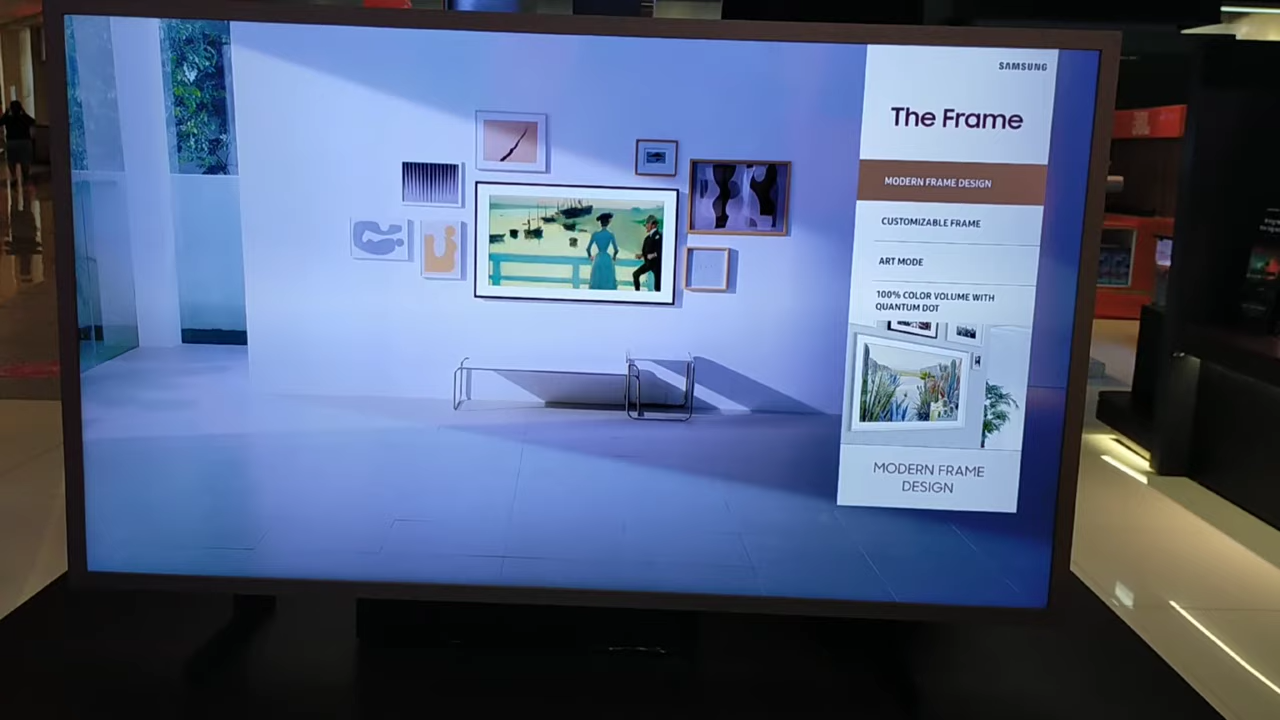 SAMSUNG
The Frame
MODERN FRAME DESIGN
CUSTOMIZABLE FRAME
ART MODE
100% COLOR VOLUME WITH
QUANTUM DOT
MODERN FRAME
DESIGN